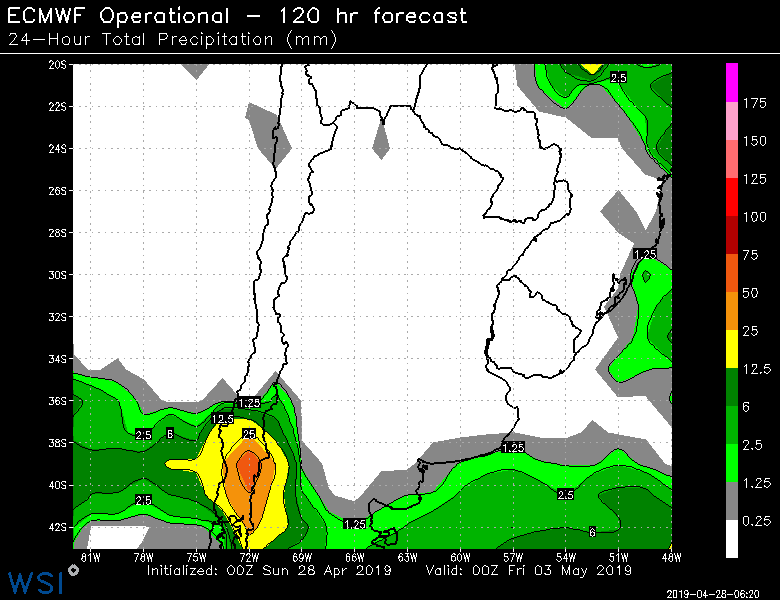 ECMWF Operational – 120 hr forecast
24–Hour Total Precipitation (mm)
20S
22S
24S
26S
28S
30S
32S
34S
36S
38S
40S
42S
2.5
1.25
1.25
12.5
2.5
6
25
1.25
2.5
2.5
1.25
6
175
150
125
100
75
50
25
12.5
6
2.5
1.25
0.25
81W 78W 75W 72W 69W 66W 63W 60W 57W 54W 51W 48W
Initialized: 00Z Sun 28 Apr 2019 Valid: 00Z Fri 03 May 2019
WSI
2019-04-28-06:20